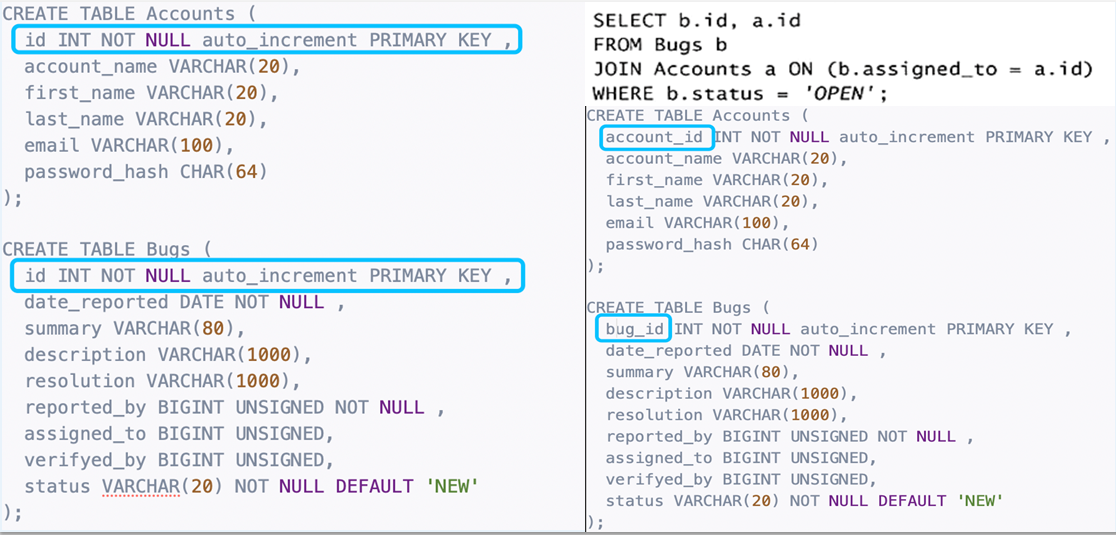 CREATE TABLE Accounts (
id INT NOT NULL auto_increment PRIMARY KEY ,
account_name VARCHAR(20),
first_name VARCHAR(20),
last_name VARCHAR(20),
email VARCHAR(100),
password_hash CHAR(64)
);
CREATE TABLE Bugs (
id INT NOT NULL auto_increment PRIMARY KEY ,
date_reported DATE NOT NULL ,
summary VARCHAR(80),
description VARCHAR(1000),
resolution VARCHAR(1000),
reported_by BIGINT UNSIGNED NOT NULL ,
assigned_to BIGINT UNSIGNED,
verifyed_by BIGINT UNSIGNED,
status VARCHAR(20) NOT NULL DEFAULT 'NEW'
);
SELECT b.id, a.id
FROM Bugs b
JOIN Accounts a ON (b.assigned_to = a.id)
WHERE b.status = 'OPEN';
CREATE TABLE Accounts (
account_id INT NOT NULL auto_increment PRIMARY KEY ,
account_name VARCHAR(20),
first_name VARCHAR(20),
last_name VARCHAR(20),
email VARCHAR(100),
password_hash CHAR(64)
);
CREATE TABLE Bugs (
bug_id INT NOT NULL auto_increment PRIMARY KEY ,
date_reported DATE NOT NULL ,
summary VARCHAR(80),
description VARCHAR(1000),
resolution VARCHAR(1000),
reported_by BIGINT UNSIGNED NOT NULL ,
assigned_to BIGINT UNSIGNED,
verifyed_by BIGINT UNSIGNED,
status VARCHAR(20) NOT NULL DEFAULT 'NEW'
);